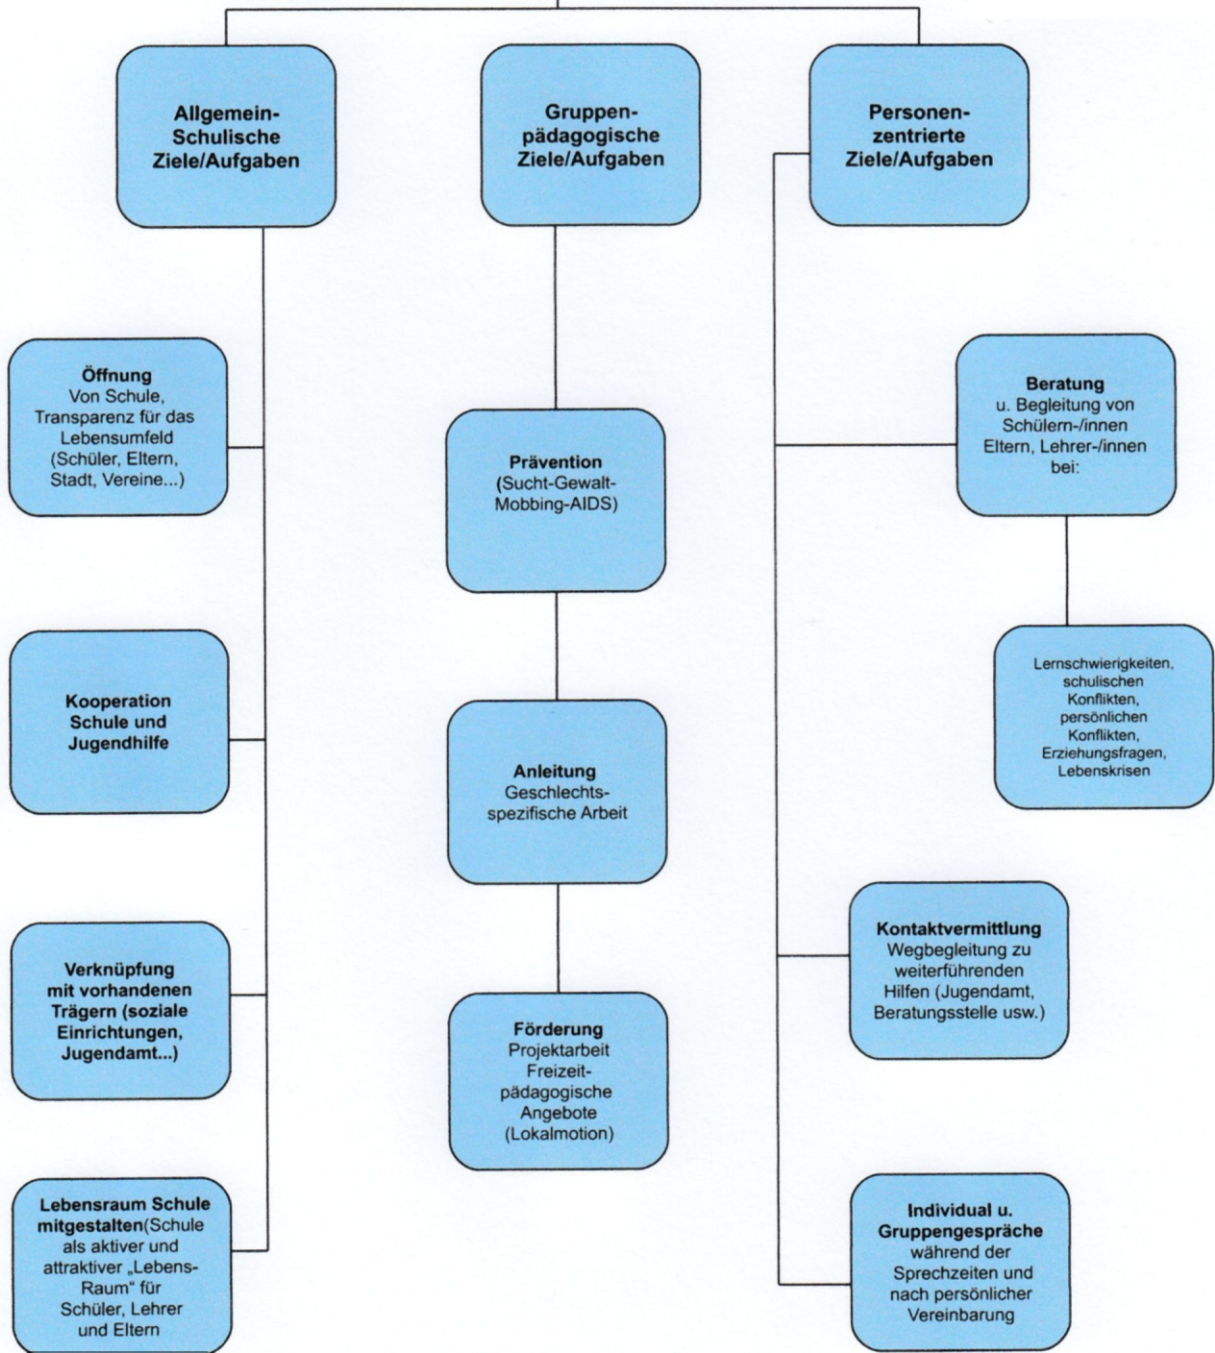 Allgemein-
Schulische
Ziele/Aufgaben
Gruppen-
pädagogische
Ziele/Aufgaben
Personen-
zentrierte
Ziele/Aufgaben
Öffnung
Von Schule,
Transparenz für das
Lebensumfeld
(Schüler, Eltern,
Stadt, Vereine...)
Kooperation
Schule und
Jugendhilfe
Verknüpfung
mit vorhandenen
Trägern (soziale
Einrichtungen,
Jugendamt...)
Lebensraum Schule
mitgestalten(Schule
als aktiver und
attraktiver „Lebens-
Raum“ für
Schüler, Lehrer
und Eltern
Prävention
(Sucht-Gewalt-
Mobbing-AIDS)
Anleitung
Geschlechts-
spezifische Arbeit
Förderung
Projektarbeit
Freizeit-
pädagogische
Angebote
(Lokalmotion)
Beratung
u. Begleitung von
Schülern-/innen
Eltern, Lehrer-/innen
bei:
Lernschwierigkeiten,
schulischen
Konflikten,
persönlichen
Konflikten,
Erziehungsfragen,
Lebenskrisen
Kontaktvermittlung
Wegbegleitung zu
weiterführenden
Hilfen (Jugendamt,
Beratungsstelle usw.)
Individual u.
Gruppengespräche
während der
Sprechzeiten und
nach persönlicher
Vereinbarung